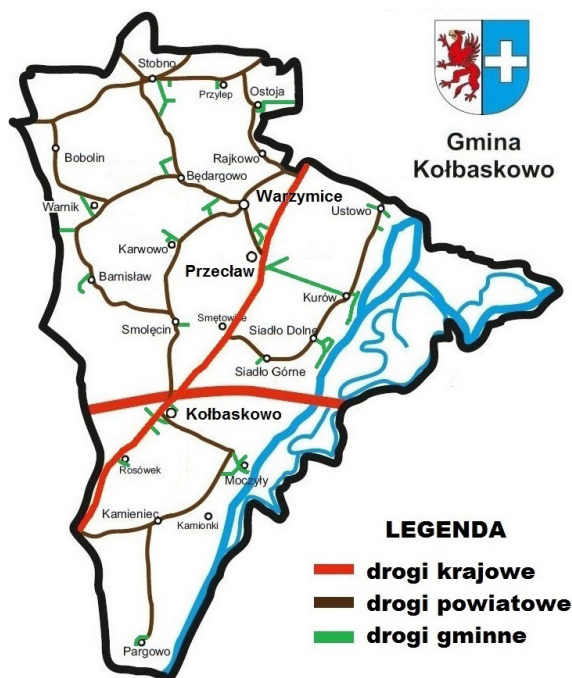 Stobno
Przylep
Ostoja
Gmina
Kołbaskowo
Bobolin
Rajkowo
Będargowo
Warnik
Warzymice
Ustowo
Karwowo
Przecław
Barnisław
Kurów
Smolęcin
Smętowice
Siadło Dolne
Siadło Górne
Kołbaskowo
Rosówek
Moczyły
Kamieniec
Kamionki
Pargowo
LEGENDA
drogi krajowe
drogi powiatowe
drogi gminne